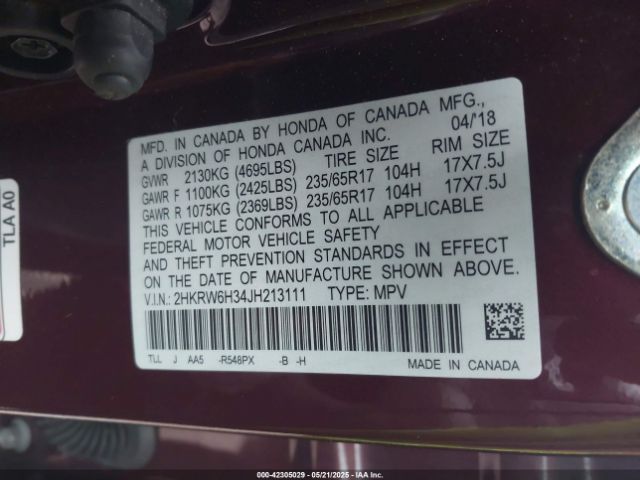 MFD. IN CANADA BY HONDA OF CANADA MFG.,
A DIVISION OF HONDA CANADA INC. 04/'18
GVWR 2130KG (4695LBS) TIRE SIZE RIM SIZE
GAWR F 1100KG (2425LBS) 235/65R17 104H 17X7.5J
GAWR R 1075KG (2369LBS) 235/65R17 104H 17X7.5J
THIS VEHICLE CONFORMS TO ALL APPLICABLE
FEDERAL MOTOR VEHICLE SAFETY
AND THEFT PREVENTION STANDARDS IN EFFECT
ON THE DATE OF MANUFACTURE SHOWN ABOVE.
V.I.N.: 2HKRW6H34JH213111 TYPE: MPV
TLL J AA5 -R548PX -B -H
MADE IN CANADA
TLA A0
000-42305029 — 05/21/2025 — IAA Inc.